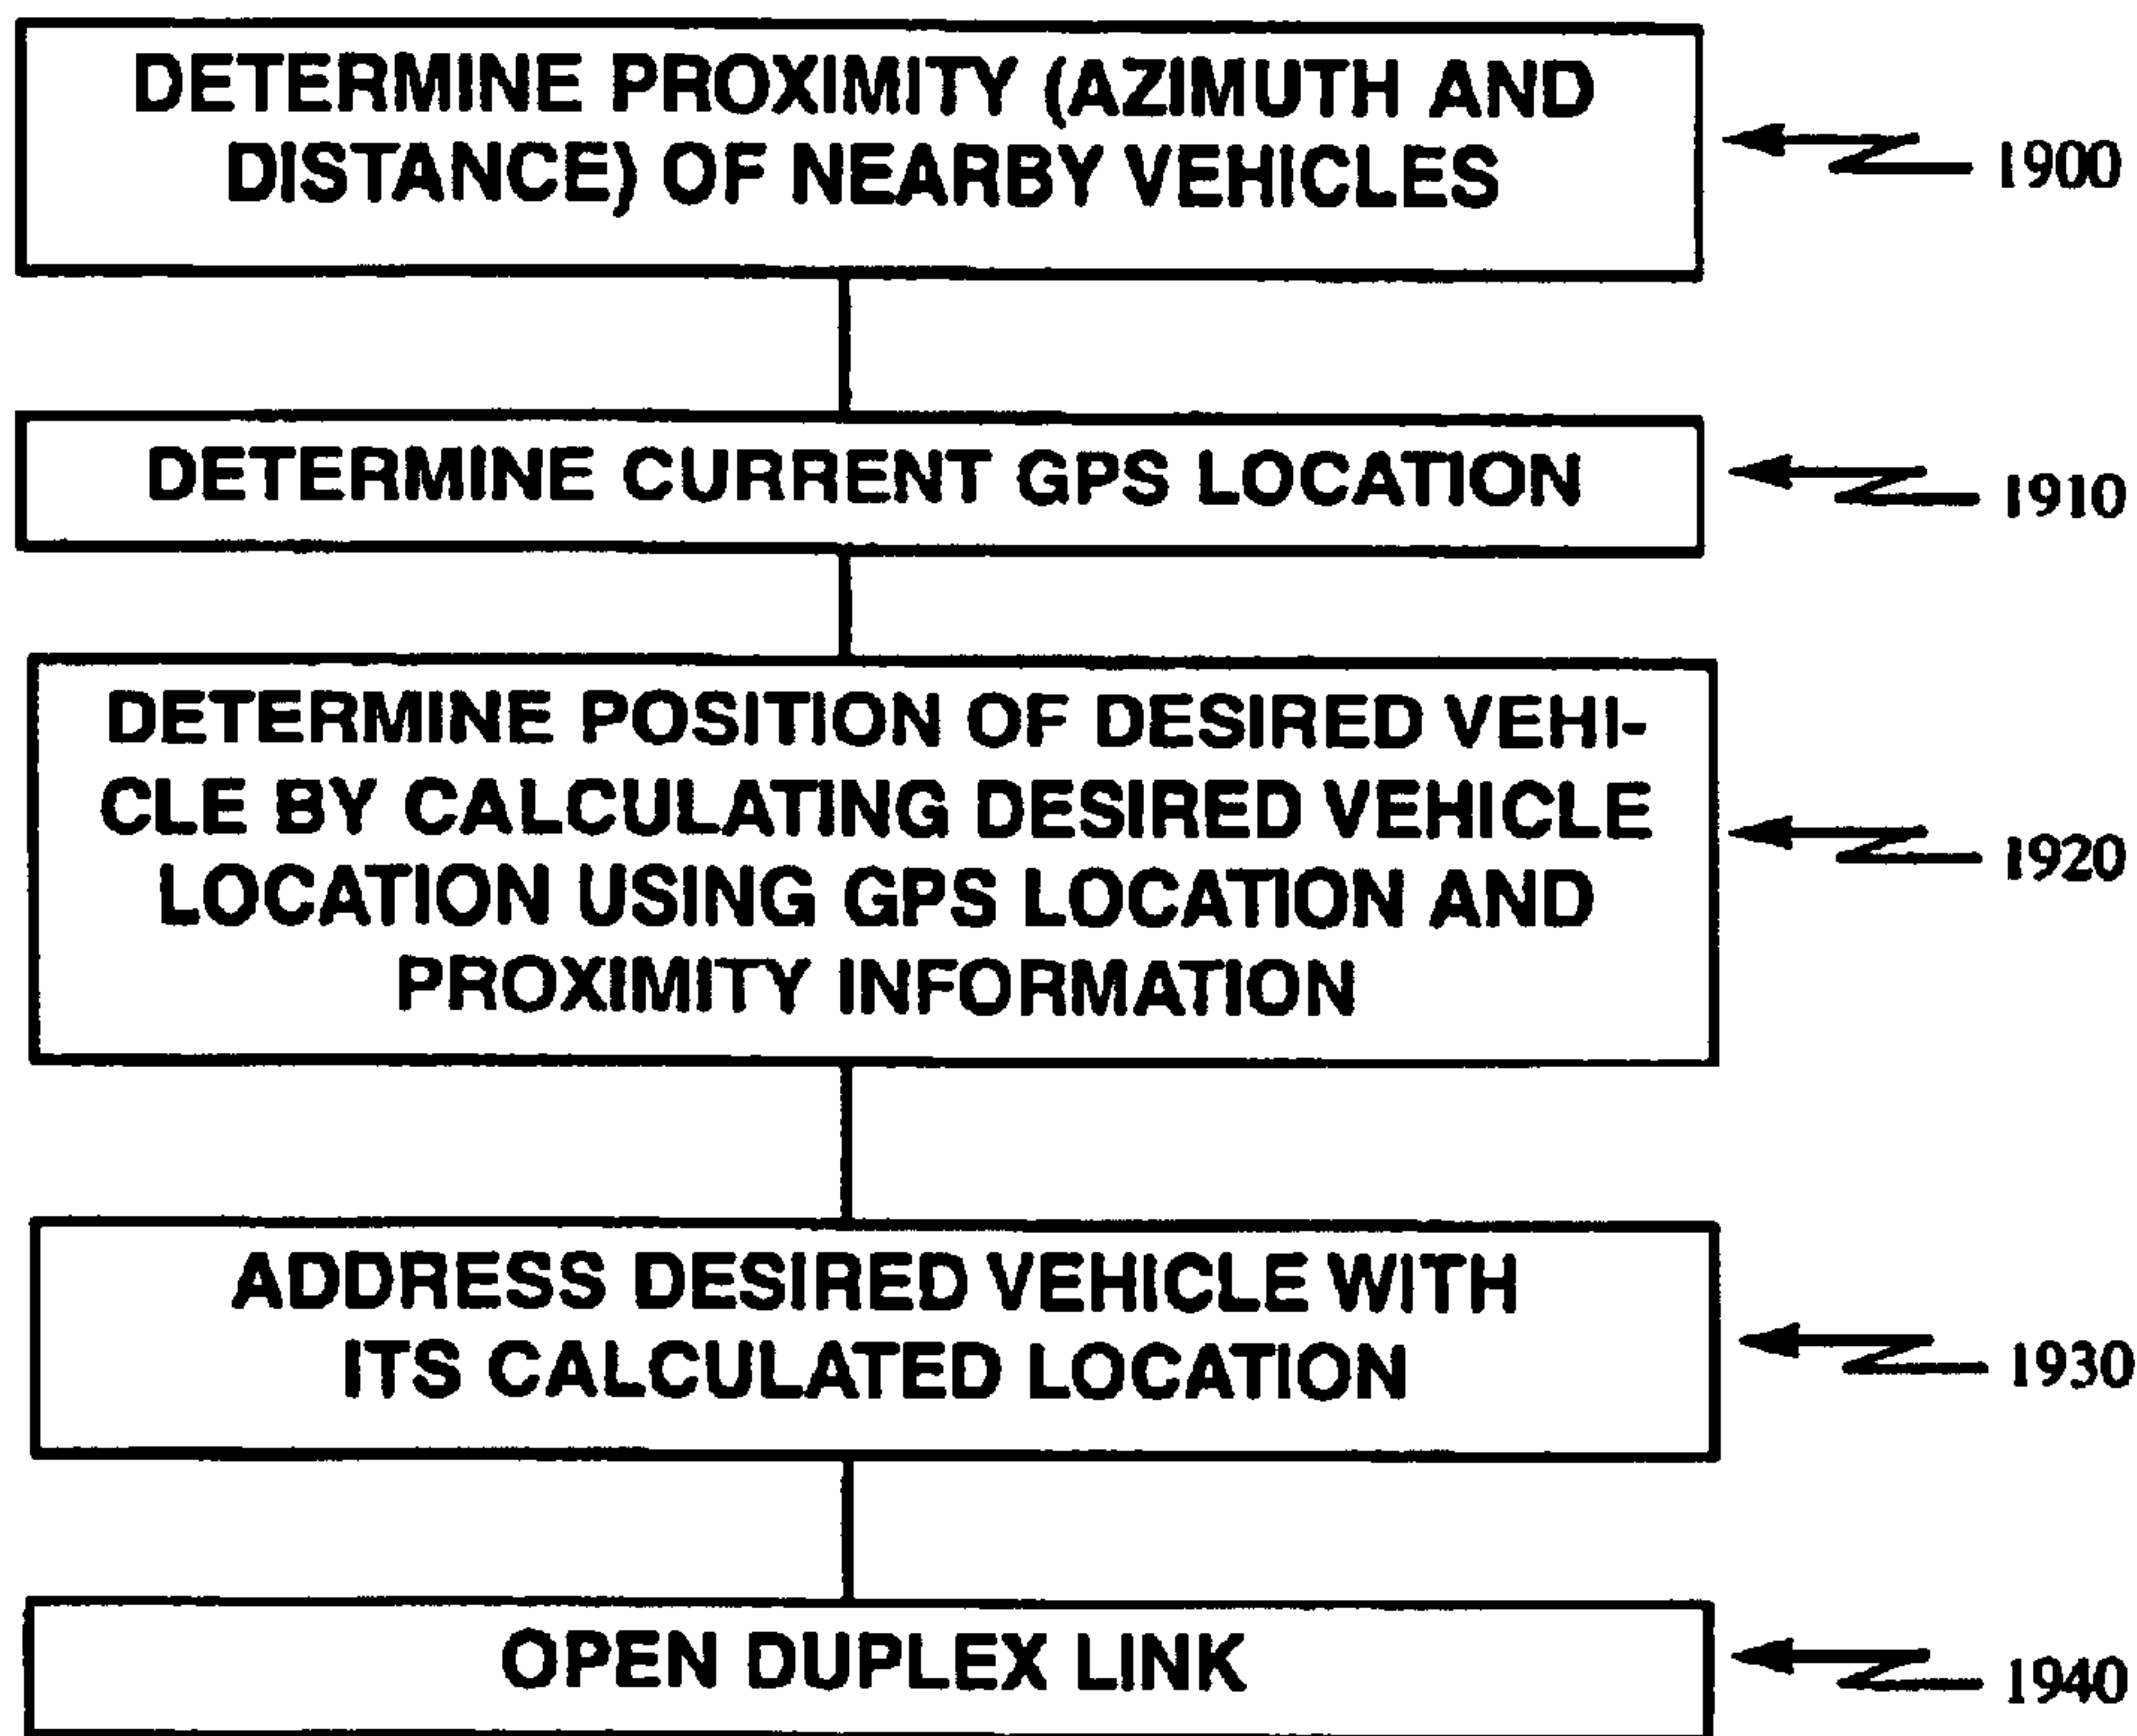 DETERMINE PROXIMITY (AZIMUTH AND
DISTANCE) OF NEARBY VEHICLES
1900
DETERMINE CURRENT GPS LOCATION
1910
DETERMINE POSITION OF DESIRED VEHI-
CLE BY CALCULATING DESIRED VEHICLE
LOCATION USING GPS LOCATION AND
PROXIMITY INFORMATION
1920
ADDRESS DESIRED VEHICLE WITH
ITS CALCULATED LOCATION
1930
OPEN DUPLEX LINK
1940